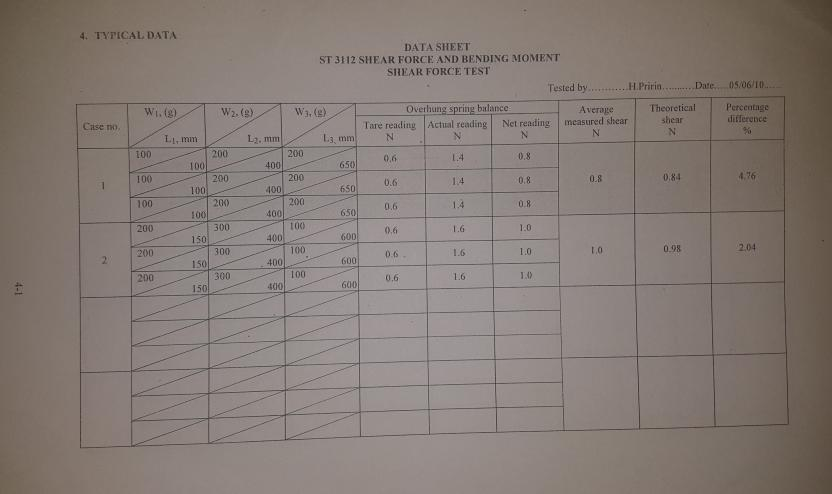 4. TYPICAL DATA
DATA SHEET
ST 3112 SHEAR FORCE AND BENDING MOMENT
SHEAR FORCE TEST
Tested by............H.Pririn...........Date.....05/06/10......
Case no. W1, (g) L1, mm W2, (g) L2, mm W3, (g) L3, mm Overhung spring balance Tare reading N Actual reading N Net reading N Average measured shear N Theoretical shear N Percentage difference %
1 100 100 200 400 200 650 0.6 1.4 0.8 0.8 0.84 4.76
100 100 200 400 200 650 0.6 1.4 0.8
100 100 200 400 200 650 0.6 1.4 0.8
2 200 150 300 400 100 600 0.6 1.6 1.0 1.0 0.98 2.04
200 150 300 400 100 600 0.6 1.6 1.0
200 150 300 400 100 600 0.6 1.6 1.0
4-1